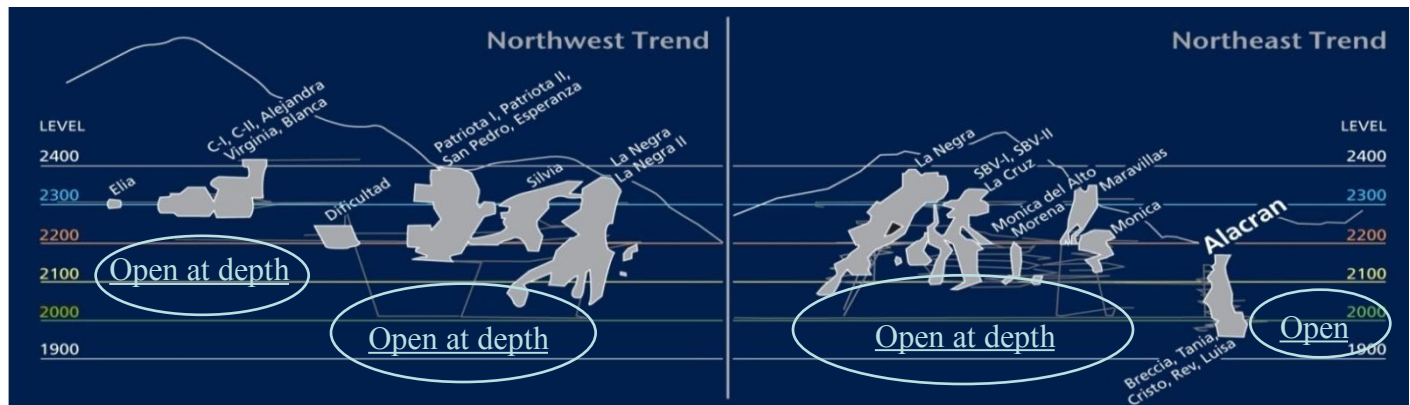 Northwest Trend
LEVEL
2400
2300
2200
2100
2000
1900
Elia
C-I, C-II, Alejandra
Virginia, Blanca
Dificultad
Patriota I, Patriota II,
San Pedro, Esperanza
Silvia
La Negra
La Negra II
Open at depth
Open at depth
Northeast Trend
LEVEL
2400
2300
2200
2100
2000
1900
La Negra
SBV-I, SBV-II
La Cruz
Monica del Alto
Morena
Maravillas
Monica
Alacran
Breccia, Tania,
Cristo, Rev, Luisa
Open at depth
Open